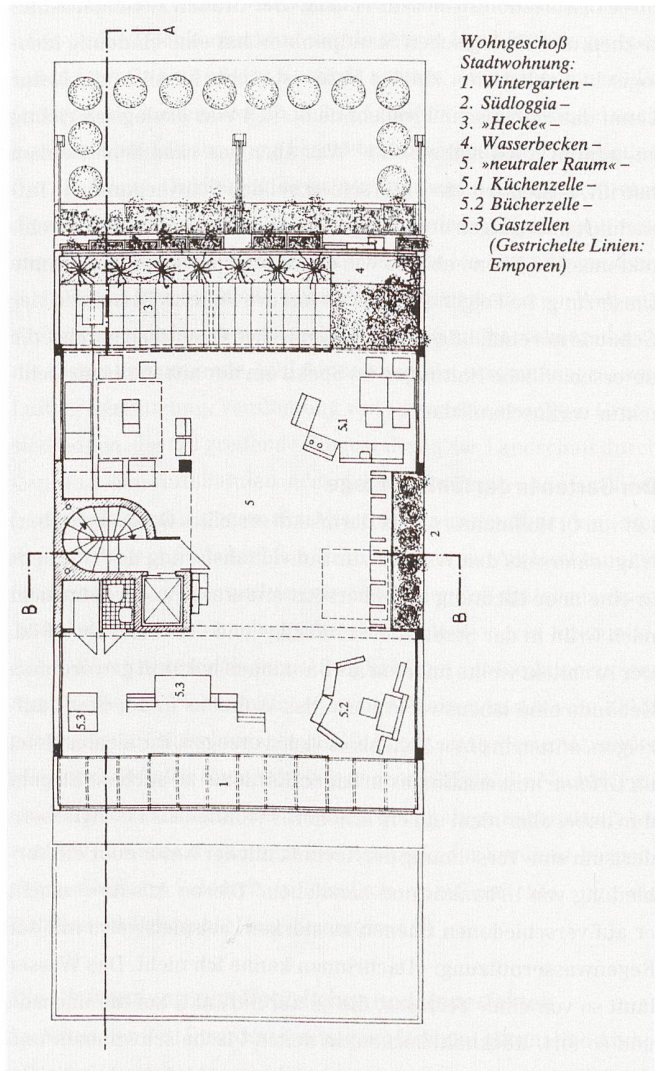 A
Wohngeschoß
Stadtwohnung:
1. Wintergarten –
2. Südloggia –
3. »Hecke« –
4. Wasserbecken –
5. »neutraler Raum« –
5.1 Küchenzelle –
5.2 Bücherzelle –
5.3 Gastzellen
(Gestrichelte Linien:
Emporen)
4
3
5.1
5
2
B
B
5.3
5.3
5.2
1